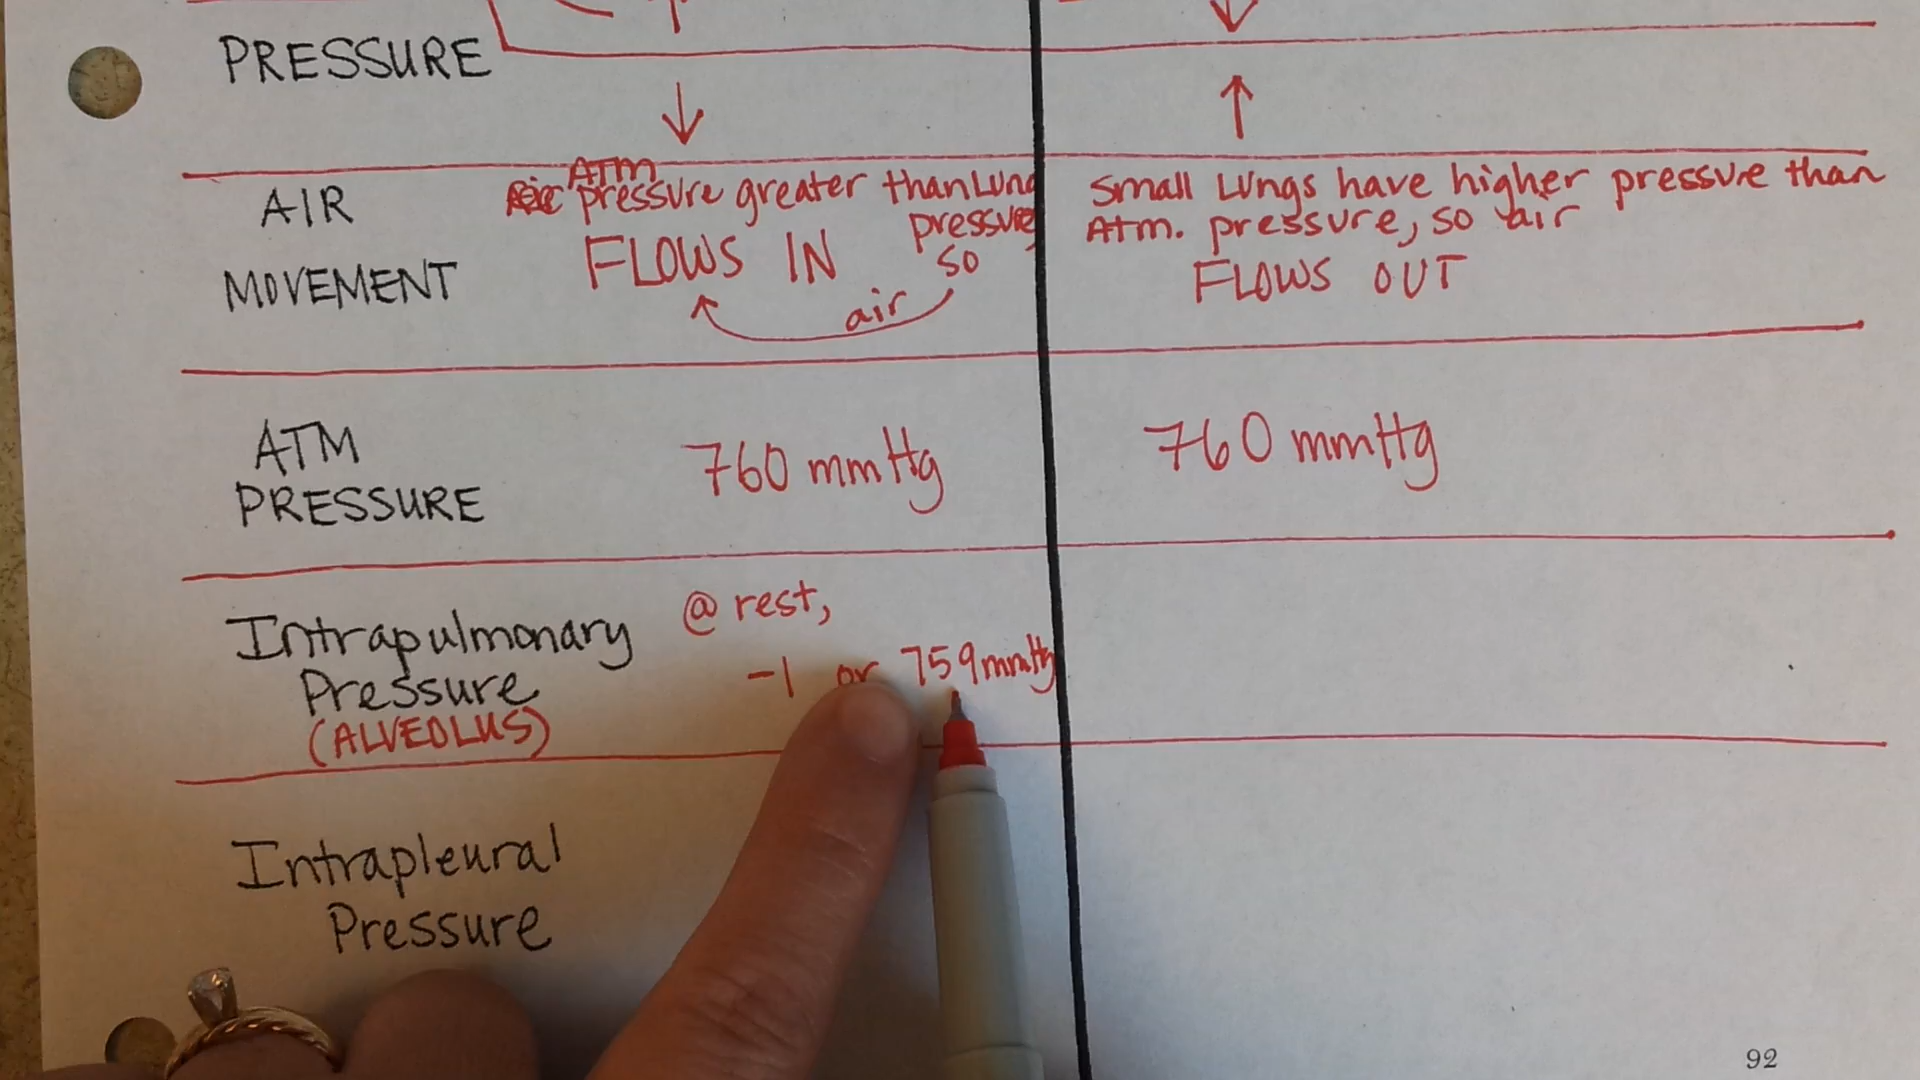 PRESSURE
AIR
MOVEMENT
ATM
pressure greater than Lung
pressure
so
FLOWS IN
air
Small Lungs have higher pressure than
Atm. pressure, so air
FLOWS OUT
ATM
PRESSURE
760 mmHg
760 mmHg
Intrapulmonary
Pressure
(ALVEOLUS)
@ rest,
-1 or 759mmHg
Intrapleural
Pressure
92